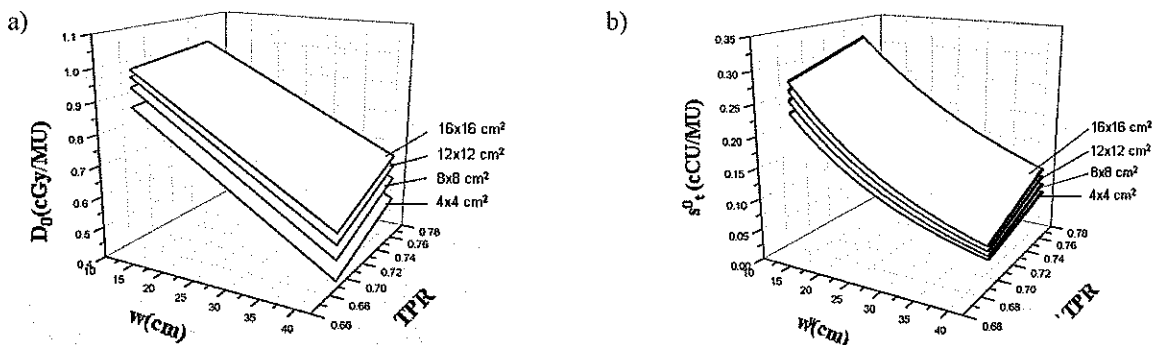 a)
1.1
1.0
0.9
0.8
0.7
0.6
0.5
0.4
D0(cGy/MU)
16x16 cm²
12x12 cm²
8x8 cm²
4x4 cm²
10
15
20
25
30
35
40
w(cm)
0.78
0.76
0.74
0.72
0.70
0.68
0.66
TPR
b)
0.35
0.30
0.25
0.20
0.15
0.10
0.05
0.00
s⁰t (cCU/MU)
16x16 cm²
12x12 cm²
8x8 cm²
4x4 cm²
10
15
20
25
30
35
40
w(cm)
0.78
0.76
0.74
0.72
0.70
0.68
0.66
TPR